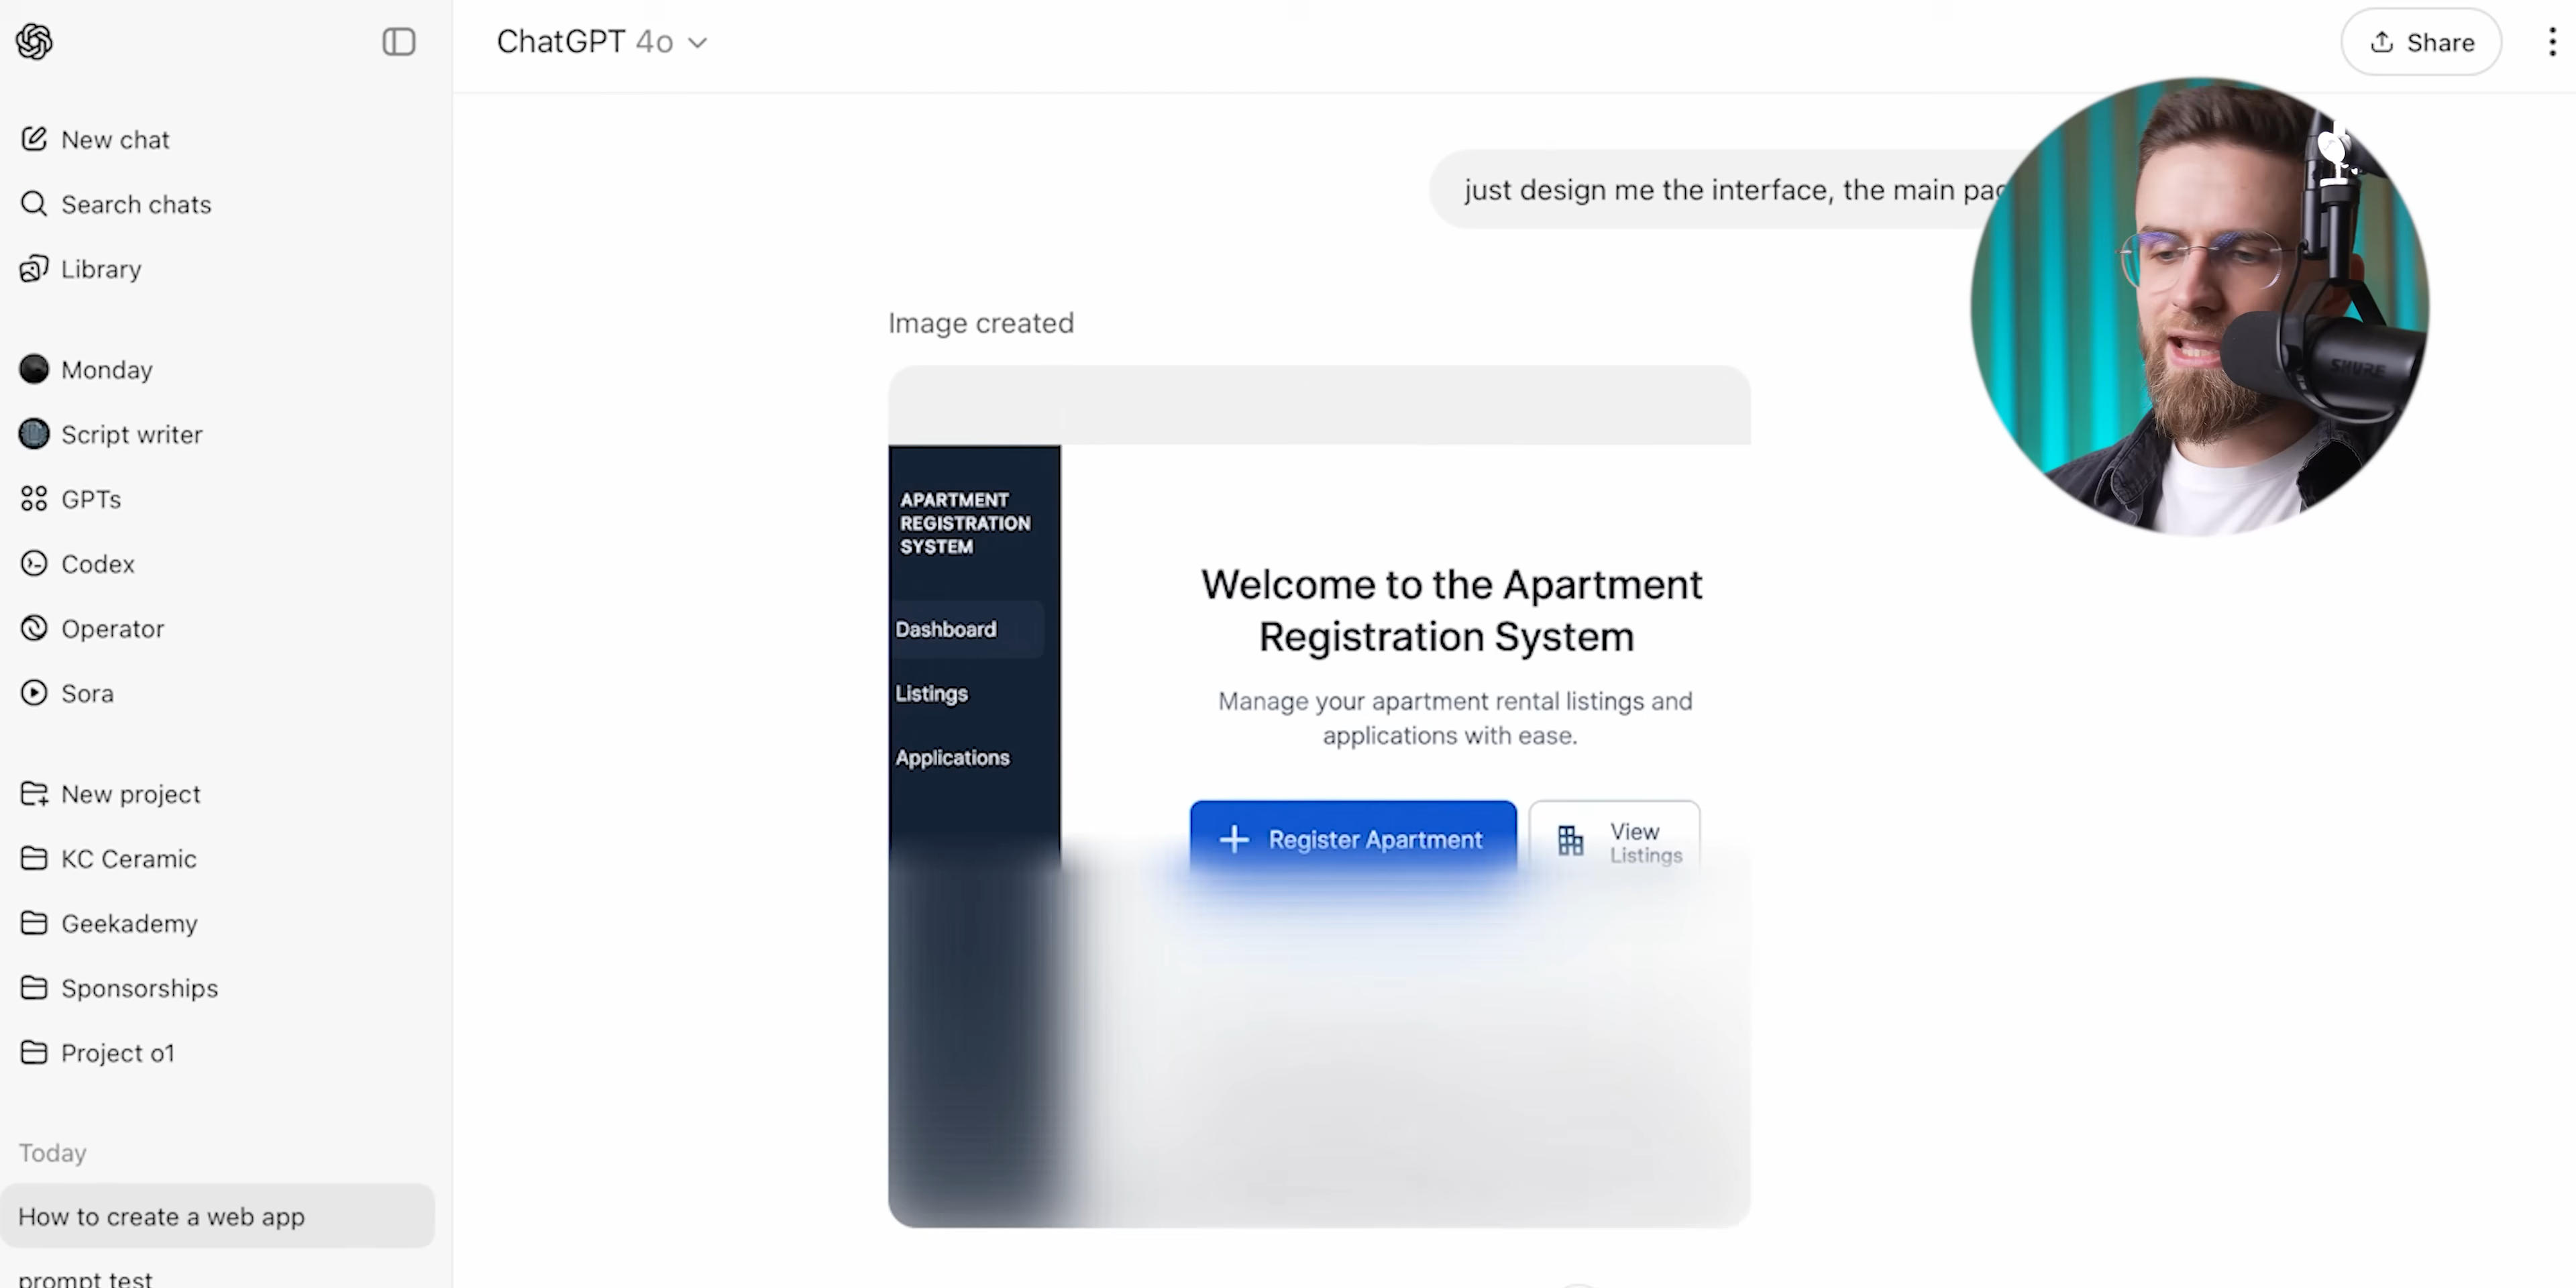 ChatGPT 4o
Share
New chat
Search chats
Library
Monday
Script writer
GPTs
Codex
Operator
Sora
New project
KC Ceramic
Geekademy
Sponsorships
Project o1
Today
How to create a web app
prompt test
just design me the interface, the main
Image created
APARTMENT
REGISTRATION
SYSTEM
Dashboard
Listings
Applications
Welcome to the Apartment
Registration System
Manage your apartment rental listings and
applications with ease.
Register Apartment
View
Listings
SHURE